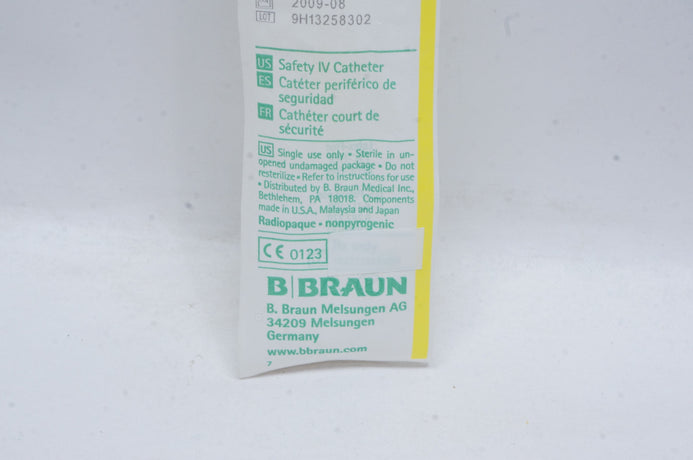 2009-08
LOT 9H13258302
US Safety IV Catheter
ES Catéter periférico de
seguridad
FR Cathéter court de
sécurité
US Single use only • Sterile in un-
opened undamaged package • Do not
resterilize • Refer to instructions for use
• Distributed by B. Braun Medical Inc.,
Bethlehem, PA 18018. Components
made in U.S.A., Malaysia and Japan
Radiopaque - nonpyrogenic
CE 0123
B|BRAUN
B. Braun Melsungen AG
34209 Melsungen
Germany
www.bbraun.com
7